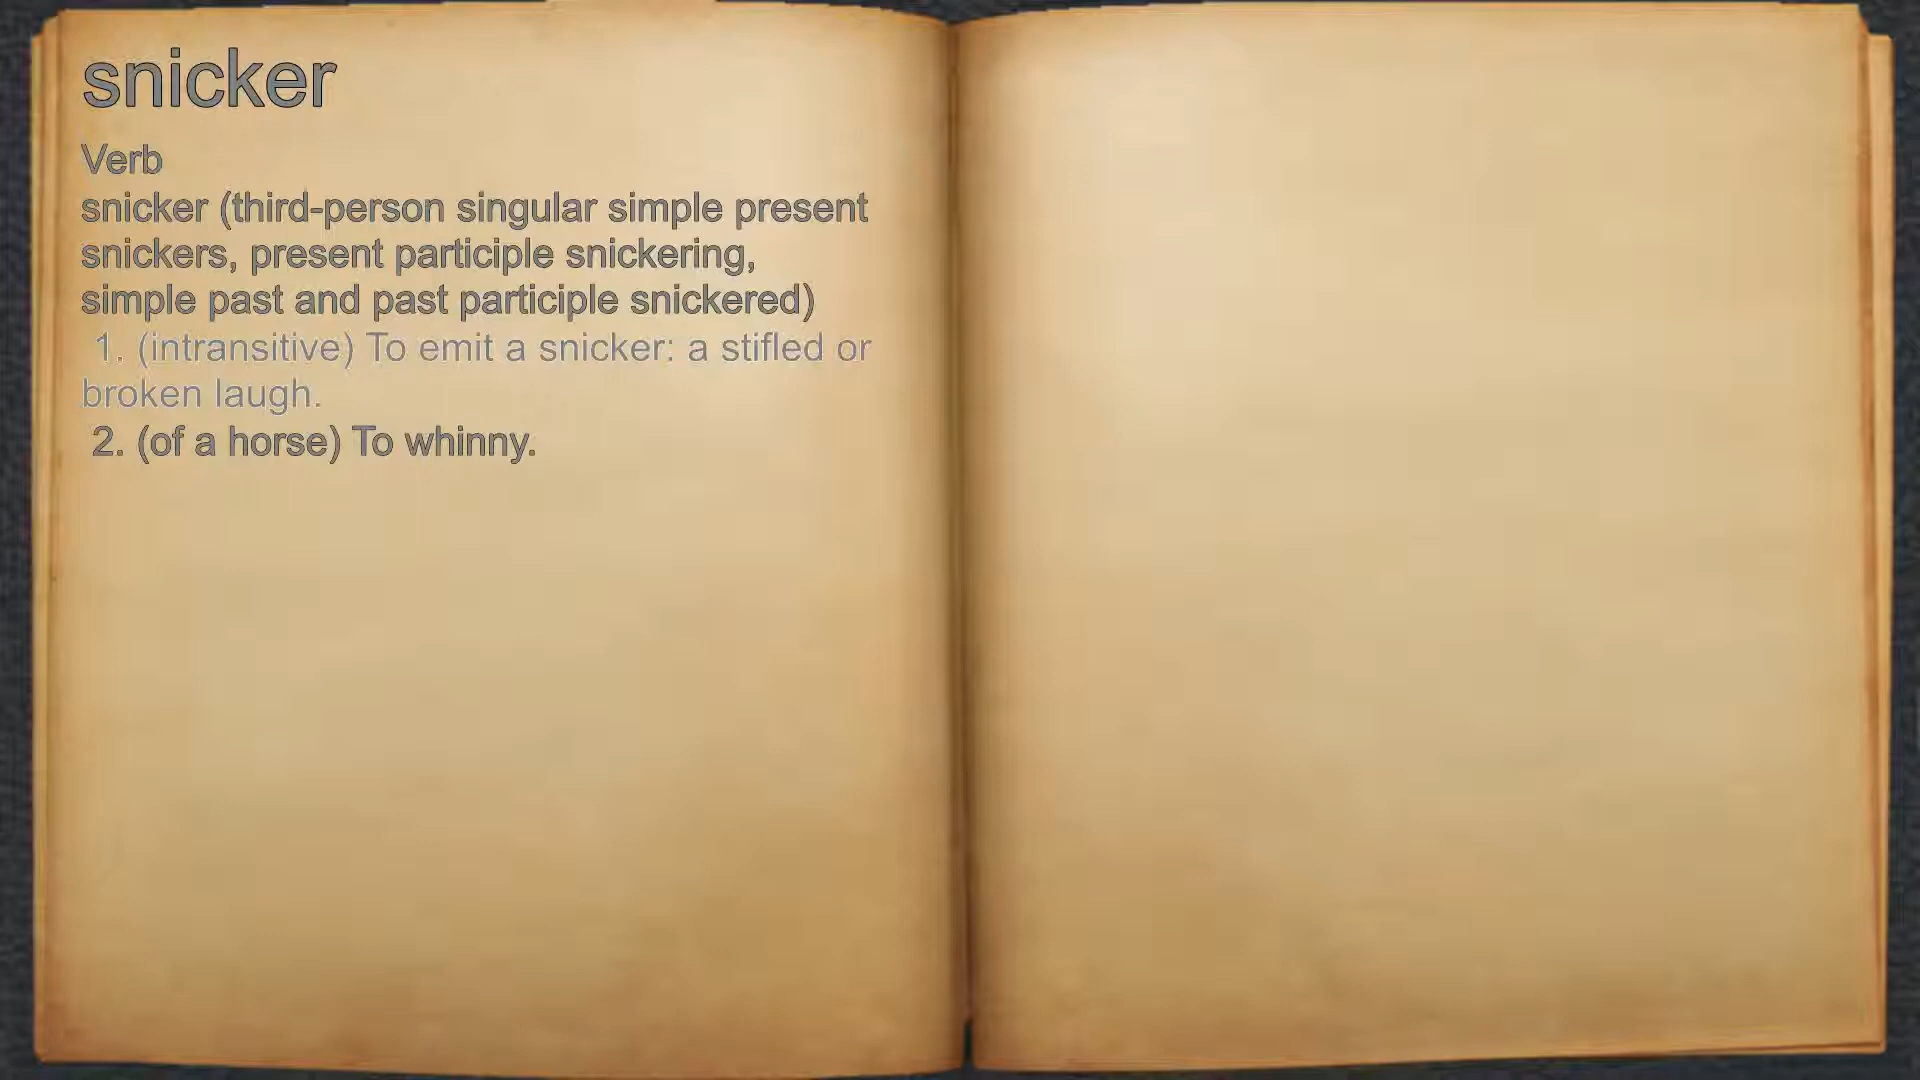 snicker
Verb
snicker (third-person singular simple present
snickers, present participle snickering,
simple past and past participle snickered)
1. (intransitive) To emit a snicker: a stifled or
broken laugh.
2. (of a horse) To whinny.